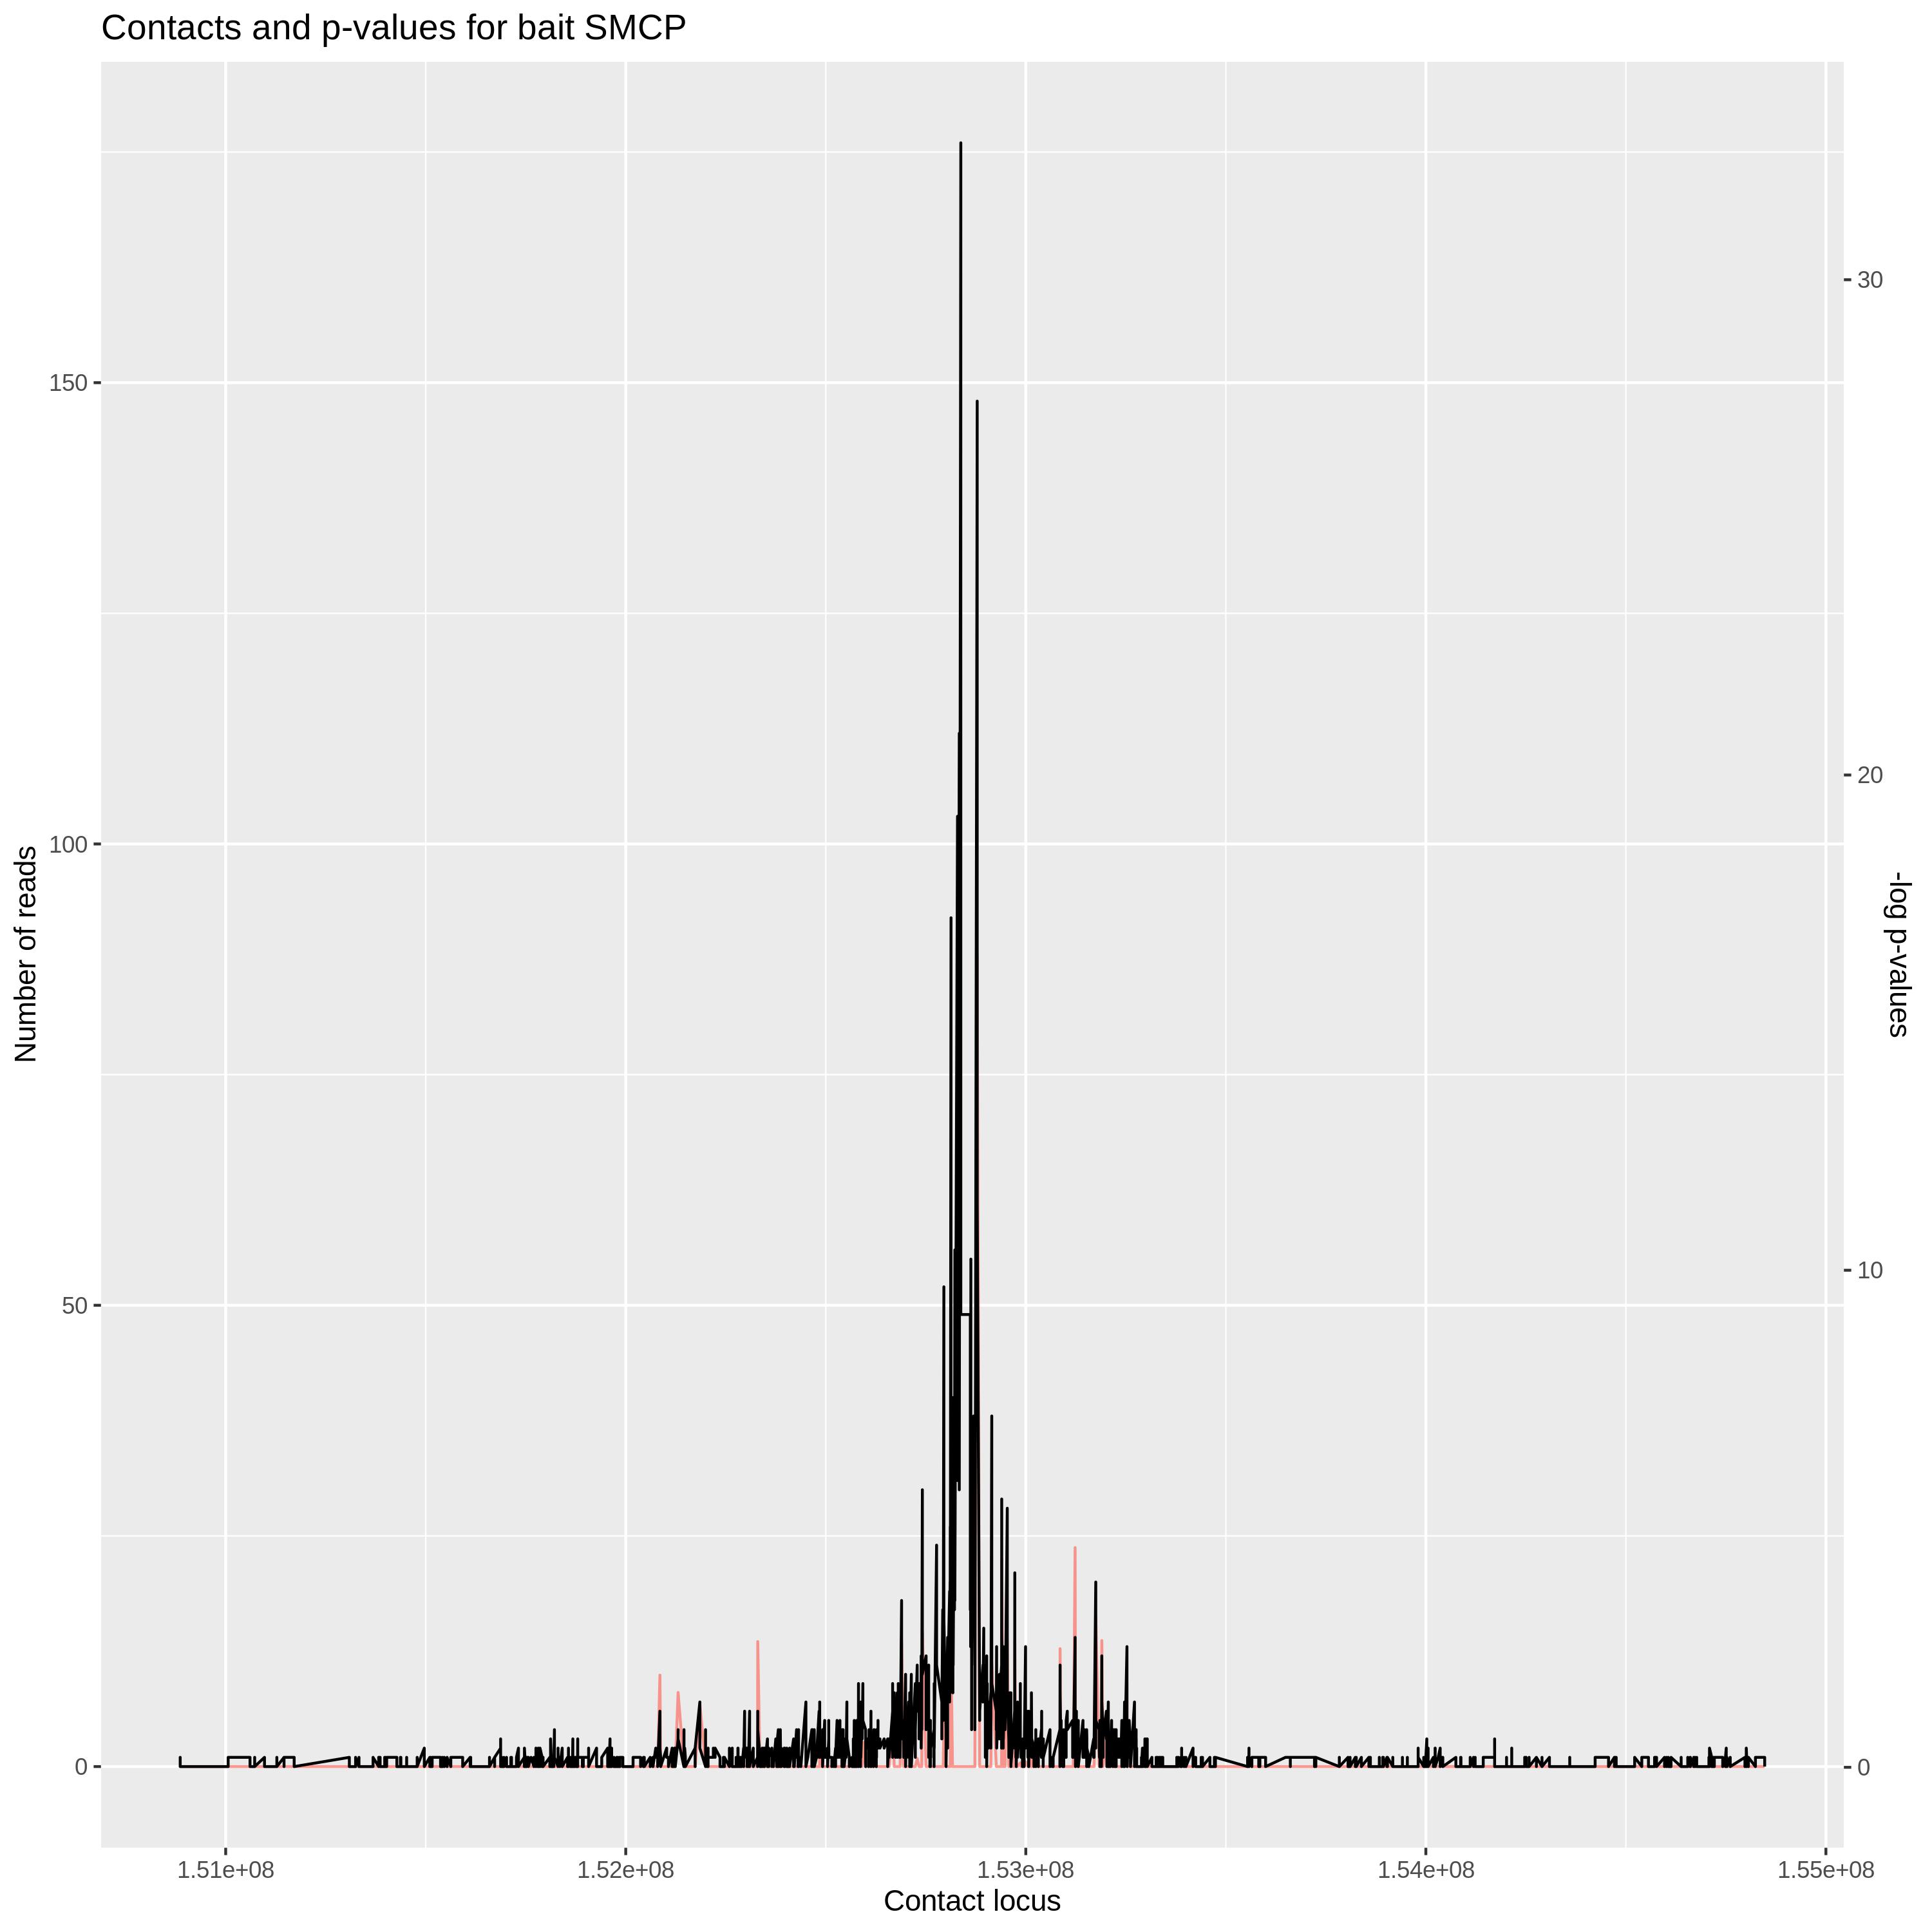 Contacts and p-values for bait SMCP
Number of reads
150
100
50
0
30
20
10
0
-log p-values
1.51e+08 1.52e+08 1.53e+08 1.54e+08 1.55e+08
Contact locus